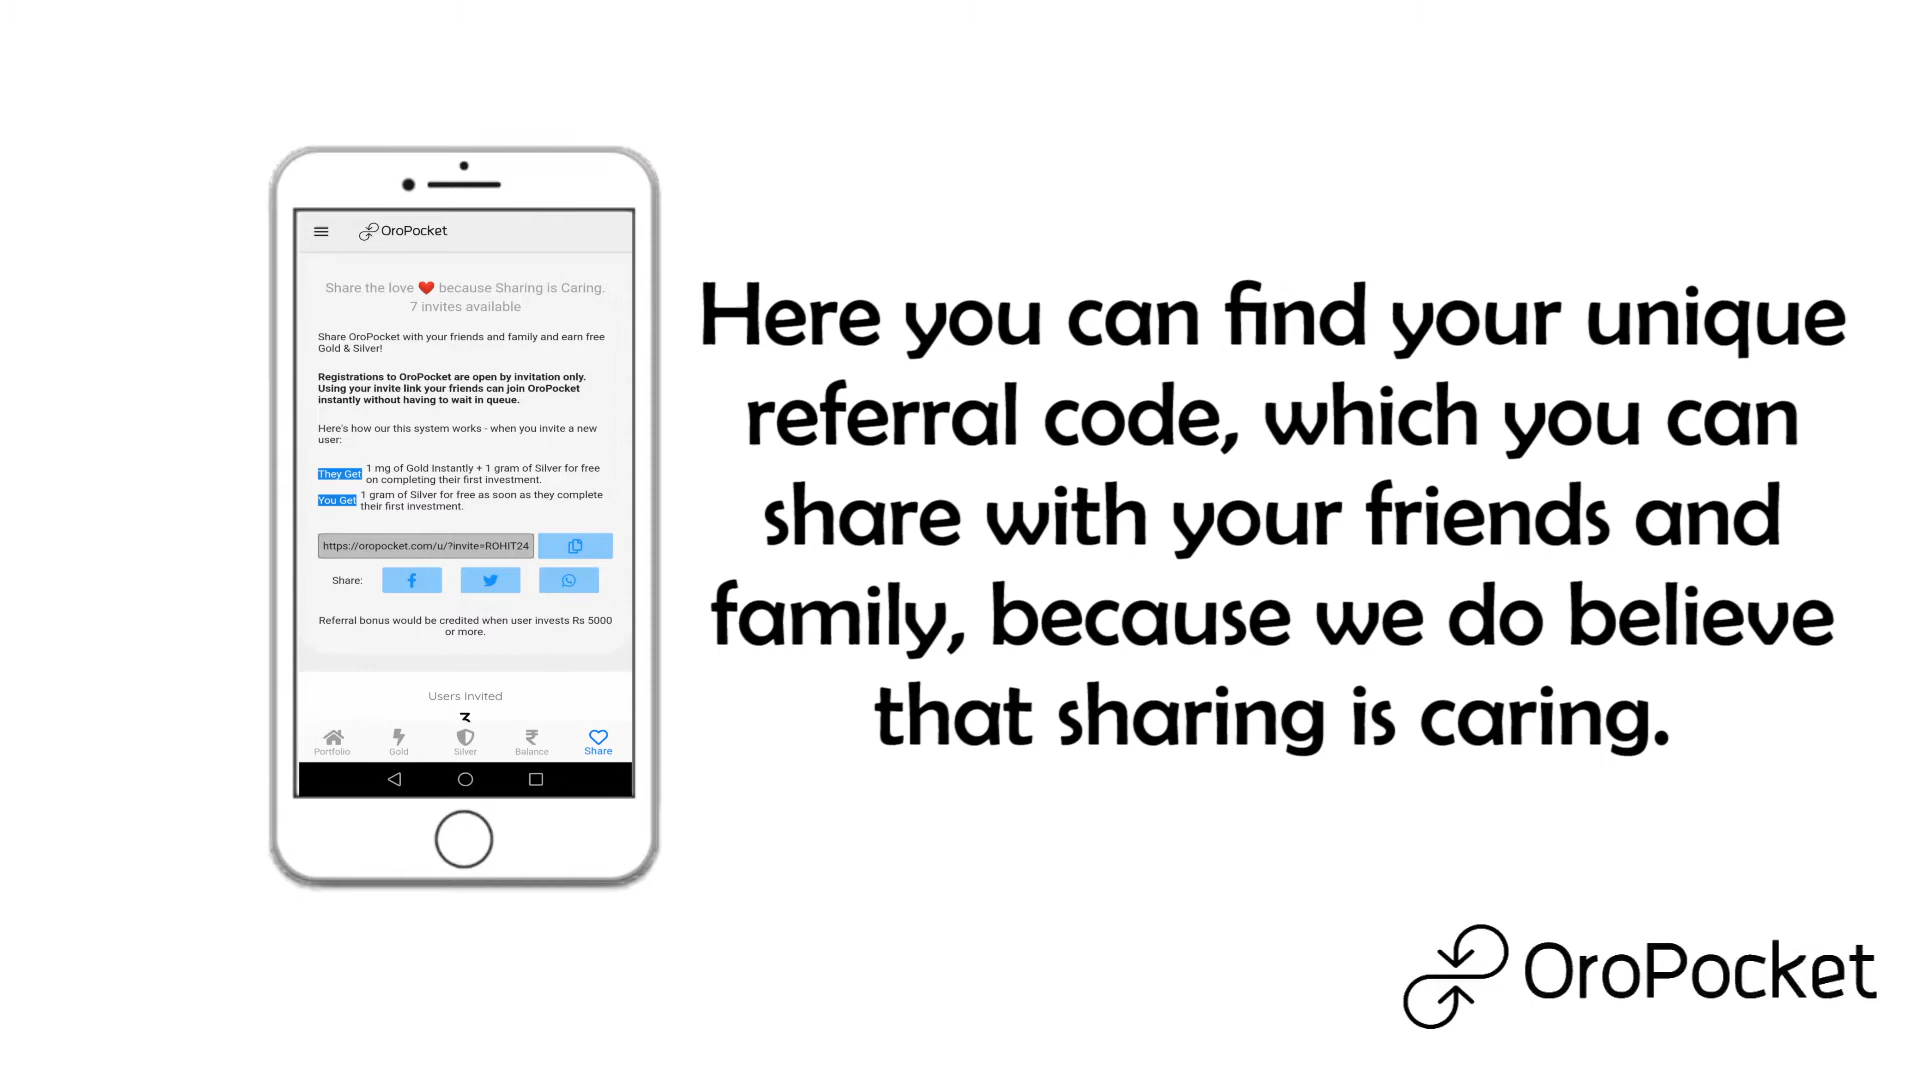 OroPocket
Share the love ❤️ because Sharing is Caring.
7 invites available
Share OroPocket with your friends and family and earn free
Gold & Silver!
Registrations to OroPocket are open by invitation only.
Using your invite link your friends can join OroPocket
instantly without having to wait in queue.
Here's how our this system works - when you invite a new
user:
They Get 1 mg of Gold Instantly + 1 gram of Silver for free
on completing their first investment.
You Get 1 gram of Silver for free as soon as they complete
their first investment.
https://oropocket.com/u/?invite=ROHIT24
Share:
Referral bonus would be credited when user invests Rs 5000
or more.
Users Invited
3
Portfolio Gold Silver Balance Share
Here you can find your unique
referral code, which you can
share with your friends and
family, because we do believe
that sharing is caring.
OroPocket